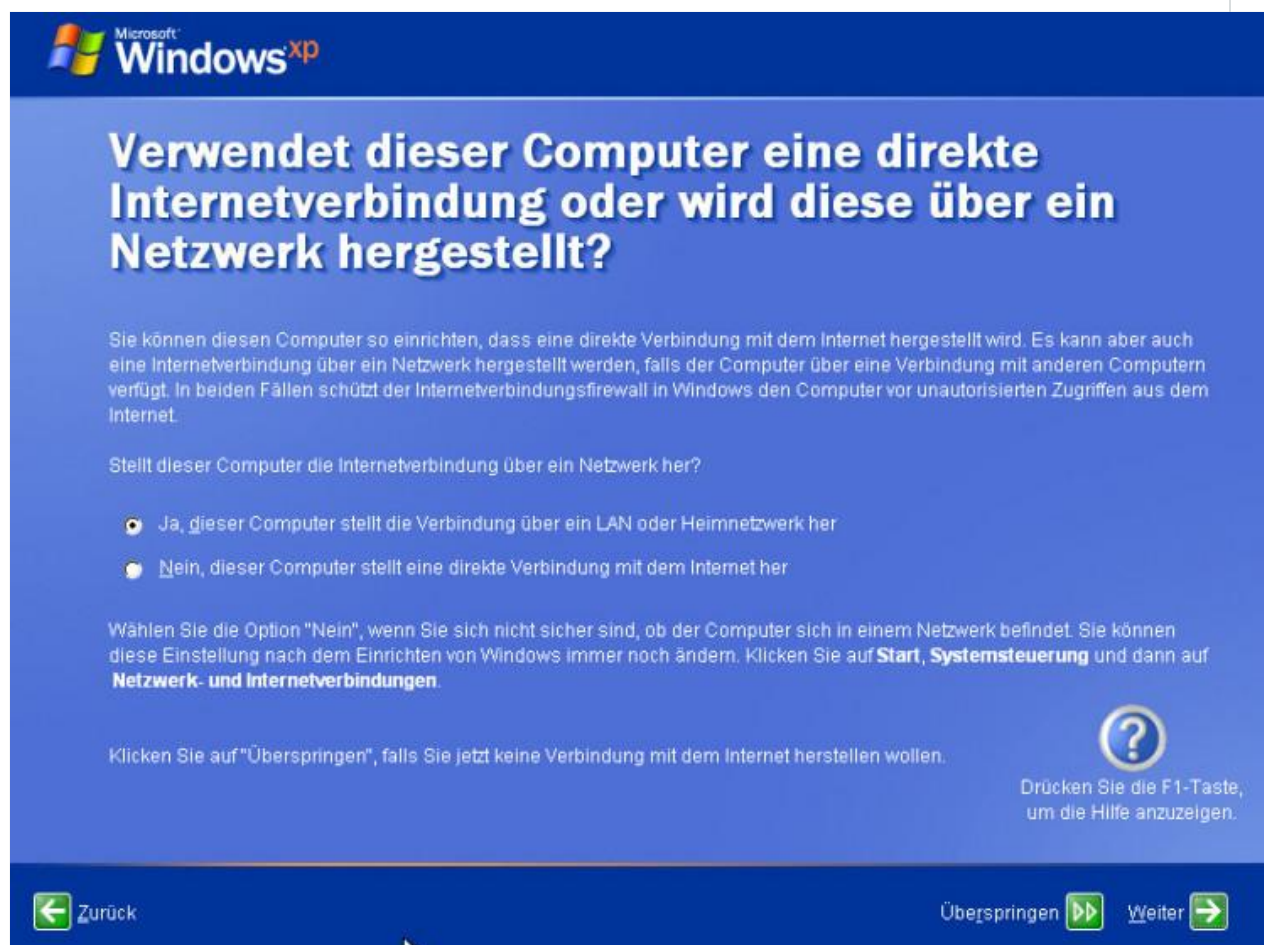 Microsoft
Windows xp
Verwendet dieser Computer eine direkte
Internetverbindung oder wird diese über ein
Netzwerk hergestellt?
Sie können diesen Computer so einrichten, dass eine direkte Verbindung mit dem Internet hergestellt wird. Es kann aber auch
eine Internetverbindung über ein Netzwerk hergestellt werden, falls der Computer über eine Verbindung mit anderen Computern
verfügt. In beiden Fällen schützt der Internetverbindungsfirewall in Windows den Computer vor unautorisierten Zugriffen aus dem
Internet.
Stellt dieser Computer die Internetverbindung über ein Netzwerk her?
Ja, dieser Computer stellt die Verbindung über ein LAN oder Heimnetzwerk her
Nein, dieser Computer stellt eine direkte Verbindung mit dem Internet her
Wählen Sie die Option "Nein", wenn Sie sich nicht sicher sind, ob der Computer sich in einem Netzwerk befindet. Sie können
diese Einstellung nach dem Einrichten von Windows immer noch ändern. Klicken Sie auf Start, Systemsteuerung und dann auf
Netzwerk- und Internetverbindungen.
Klicken Sie auf "Überspringen", falls Sie jetzt keine Verbindung mit dem Internet herstellen wollen.
?
Drücken Sie die F1-Taste,
um die Hilfe anzuzeigen.
Zurück
Überspringen
Weiter